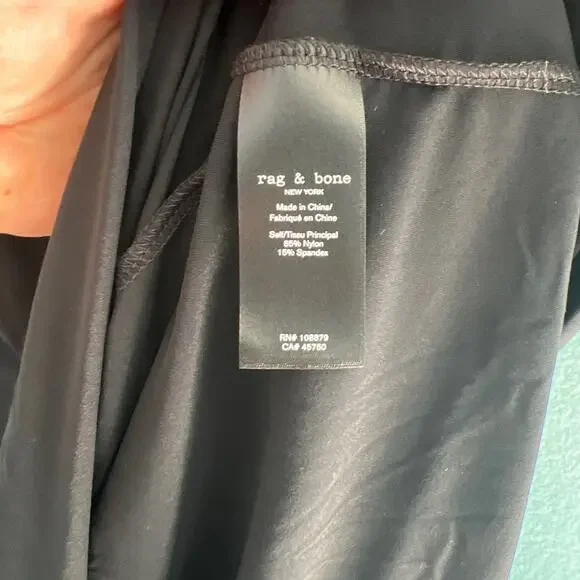 rag & bone
NEW YORK
Made in China/
Fabriqué en Chine
Self/Tissu Principal
85% Nylon
15% Spandex
RN# 108879
CA# 45750